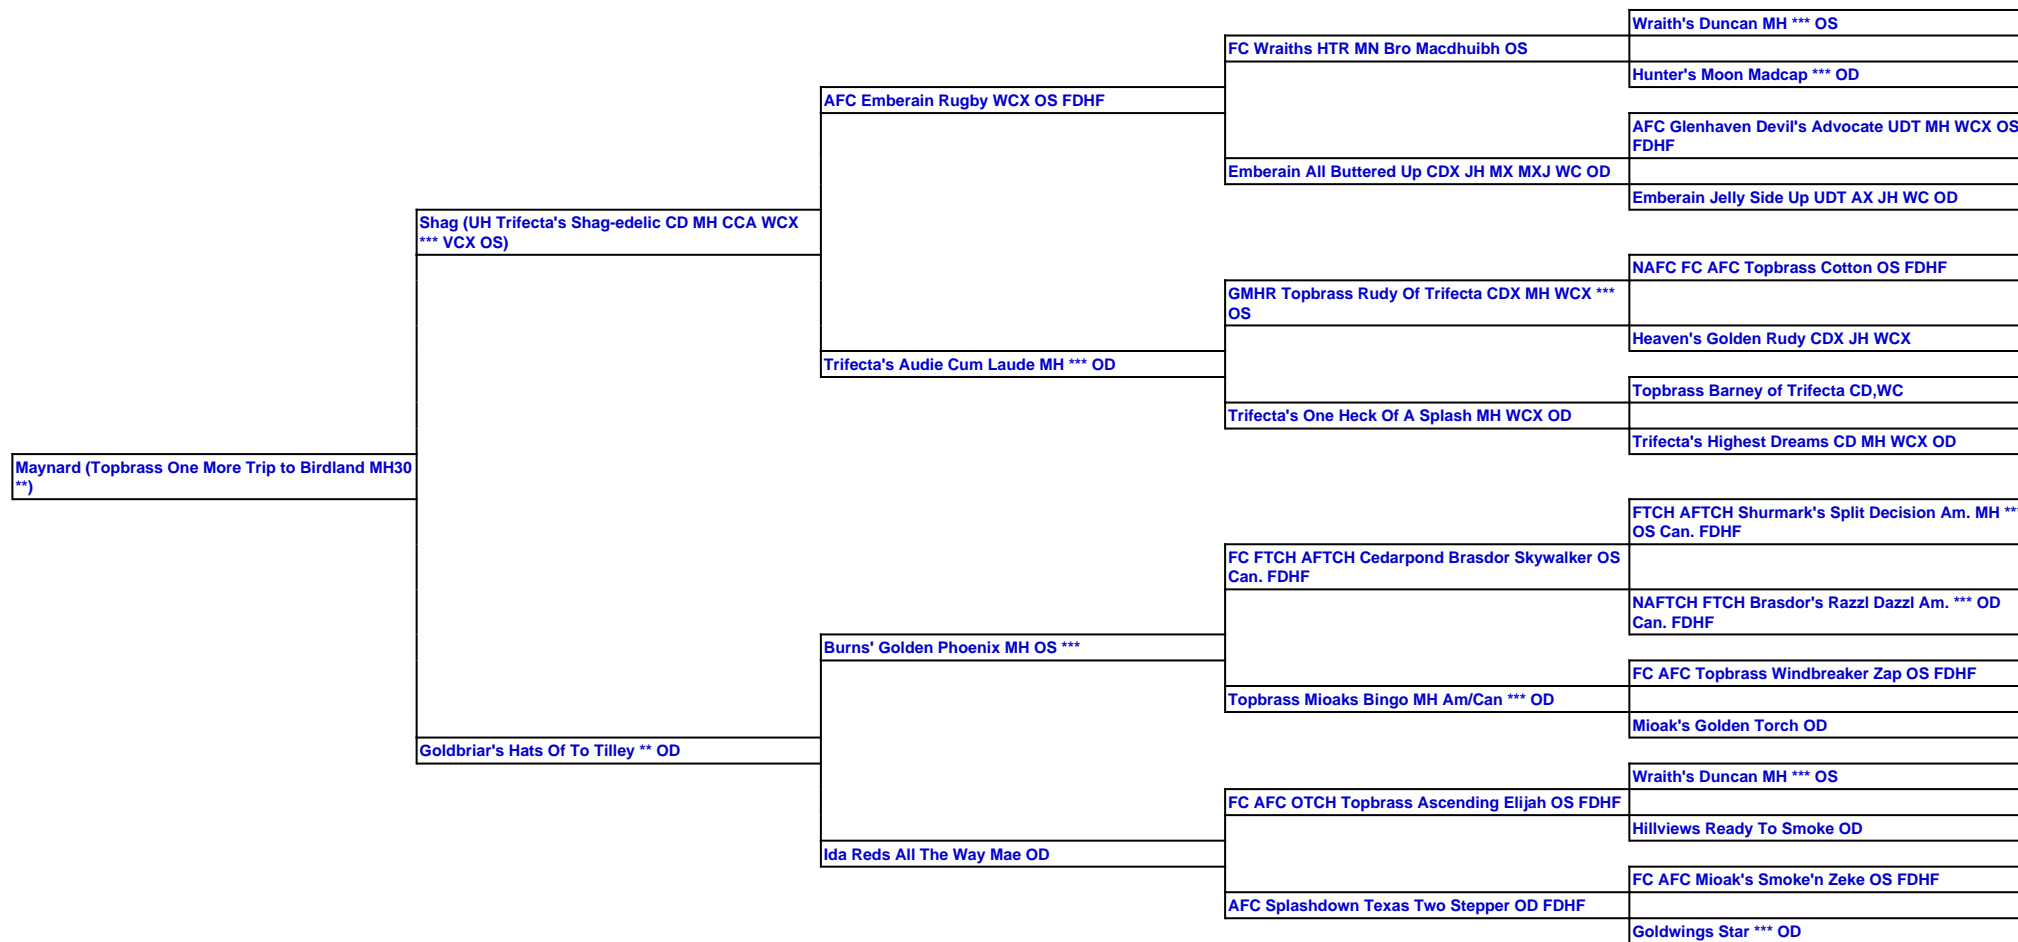 Wraith's Duncan MH *** OS
FC Wraiths HTR MN Bro Macdhuibh OS
Hunter's Moon Madcap *** OD
AFC Emberain Rugby WCX OS FDHF
AFC Glenhaven Devil's Advocate UDT MH WCX OS
FDHF
Emberain All Buttered Up CDX JH MX MXJ WC OD
Emberain Jelly Side Up UDT AX JH WC OD
Shag (UH Trifecta's Shag-edelic CD MH CCA WCX
*** VCX OS)
NAFC FC AFC Topbrass Cotton OS FDHF
GMHR Topbrass Rudy Of Trifecta CDX MH WCX ***
OS
Heaven's Golden Rudy CDX JH WCX
Trifecta's Audie Cum Laude MH *** OD
Topbrass Barney of Trifecta CD,WC
Trifecta's One Heck Of A Splash MH WCX OD
Trifecta's Highest Dreams CD MH WCX OD
Maynard (Topbrass One More Trip to Birdland MH30
**)
FTCH AFTCH Shurmark's Split Decision Am. MH ***
OS Can. FDHF
FC FTCH AFTCH Cedarpond Brasdor Skywalker OS
Can. FDHF
NAFTCH FTCH Brasdor's Razzl Dazzl Am. *** OD
Can. FDHF
Burns' Golden Phoenix MH OS ***
FC AFC Topbrass Windbreaker Zap OS FDHF
Topbrass Mioaks Bingo MH Am/Can *** OD
Mioak's Golden Torch OD
Goldbriar's Hats Of To Tilley ** OD
Wraith's Duncan MH *** OS
FC AFC OTCH Topbrass Ascending Elijah OS FDHF
Hillviews Ready To Smoke OD
Ida Reds All The Way Mae OD
FC AFC Mioak's Smoke'n Zeke OS FDHF
AFC Splashdown Texas Two Stepper OD FDHF
Goldwings Star *** OD